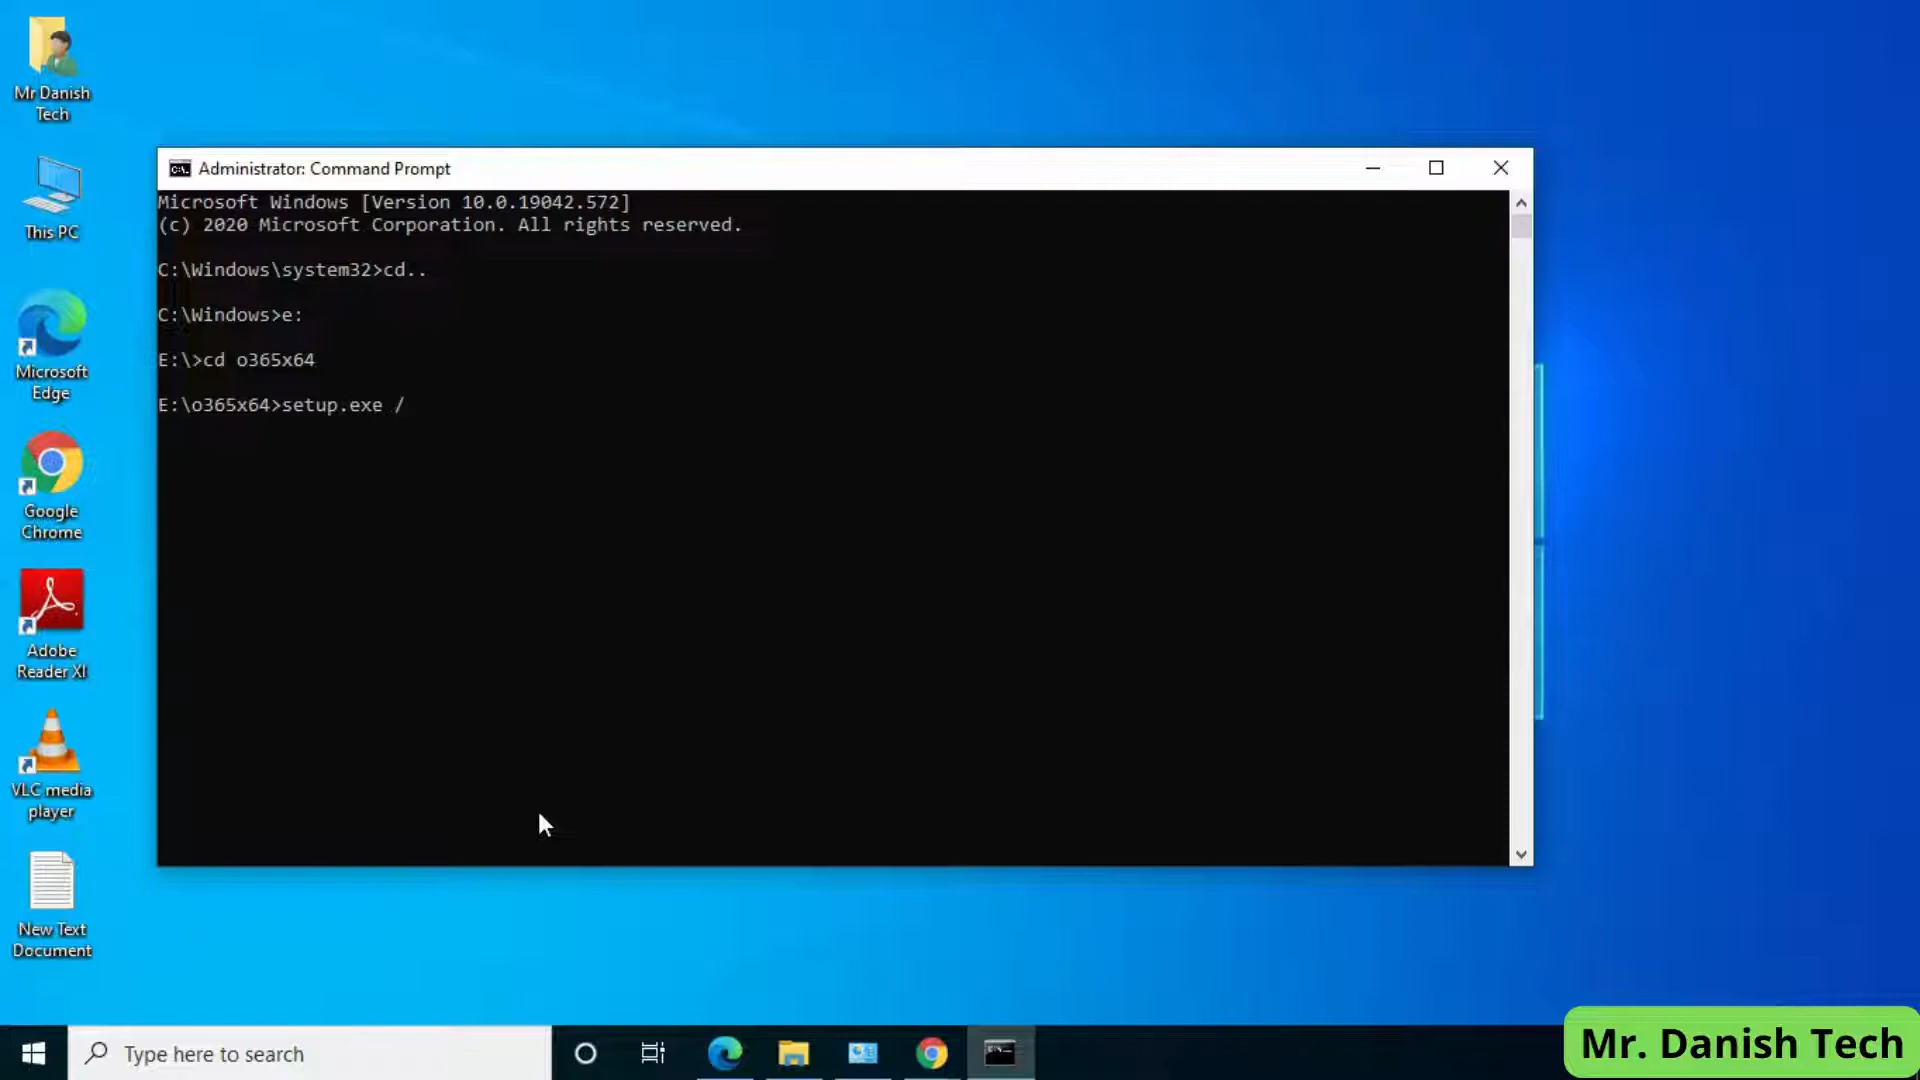 Mr Danish
Tech
This PC
Microsoft
Edge
Google
Chrome
Adobe
Reader XI
VLC media
player
New Text
Document
Administrator: Command Prompt
Microsoft Windows [Version 10.0.19042.572]
(c) 2020 Microsoft Corporation. All rights reserved.
C:\Windows\system32>cd..
C:\Windows>e:
E:\>cd o365x64
E:\o365x64>setup.exe /
Type here to search
Mr. Danish Tech